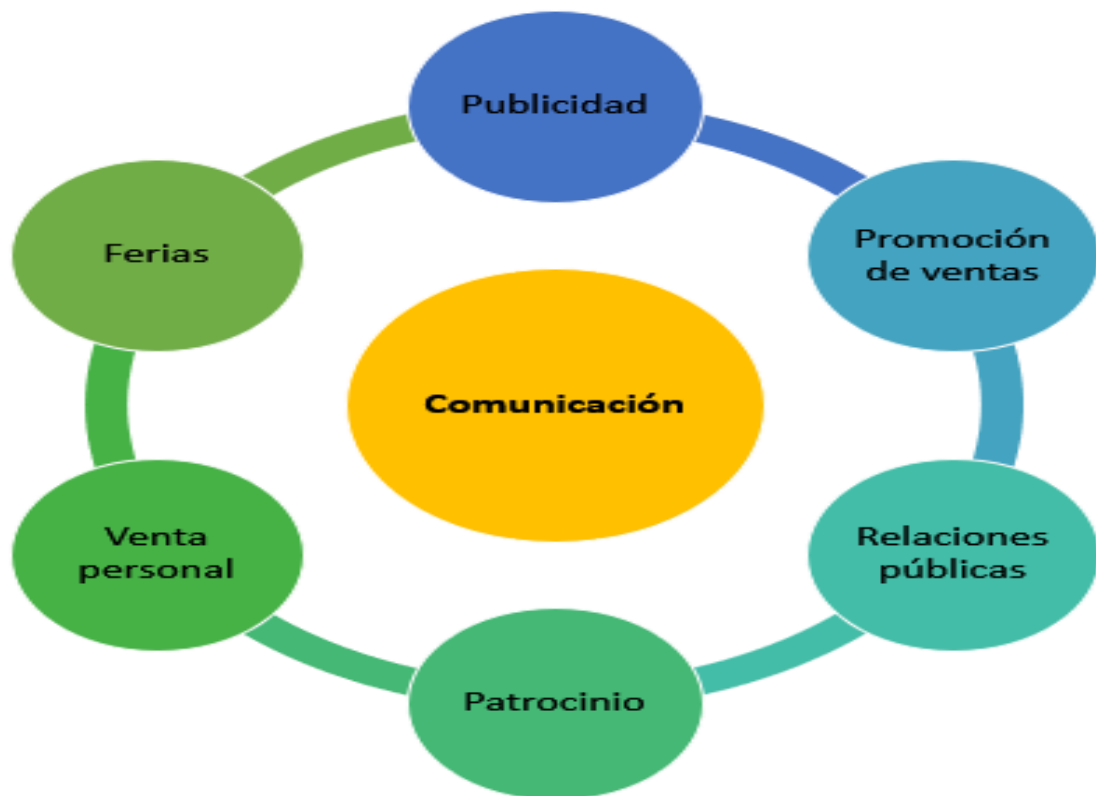 Publicidad
Promoción
de ventas
Relaciones
públicas
Patrocinio
Venta
personal
Ferias
Comunicación